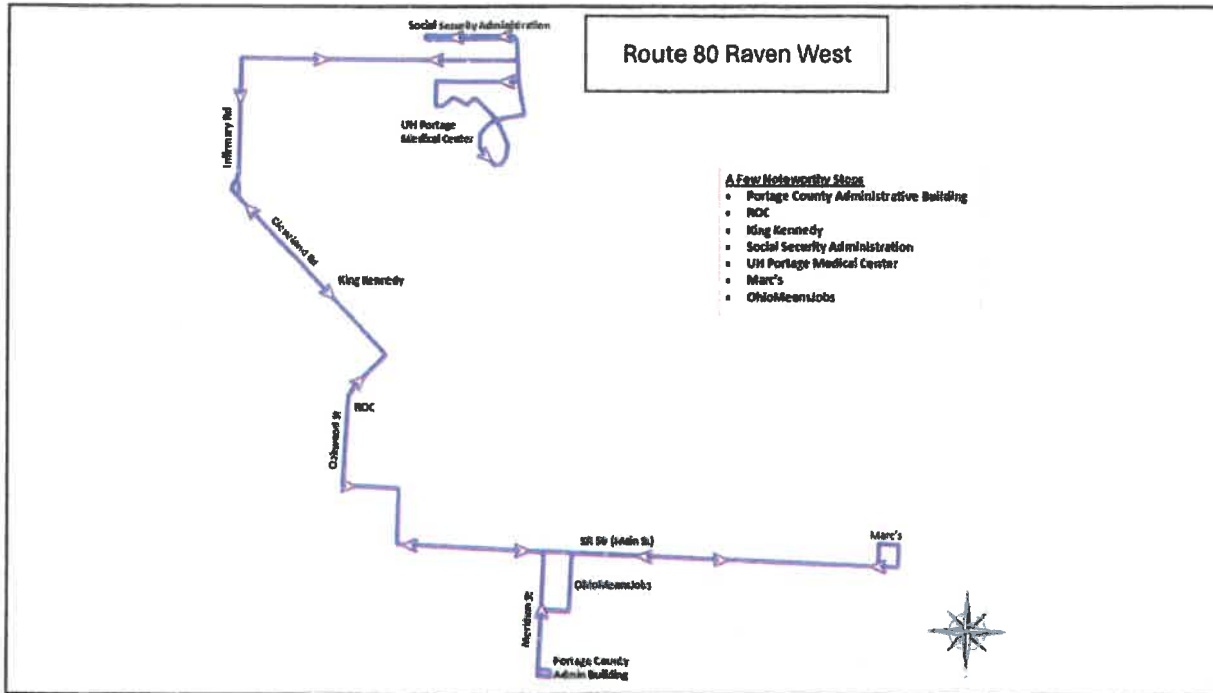 Social Security Administration
Route 80 Raven West
UH Portage
Medical Center
Infirmary Rd
A Few Noteworthy Stops
• Portage County Administrative Building
• ROC
• King Kennedy
• Social Security Administration
• UH Portage Medical Center
• Marc's
• OhioMeansJobs
Cleveland Rd
King Kennedy
ROC
Oakwood St
SR 59 (Main St.)
Marc's
OhioMeansJobs
Meridian St
Portage County
Admin Building